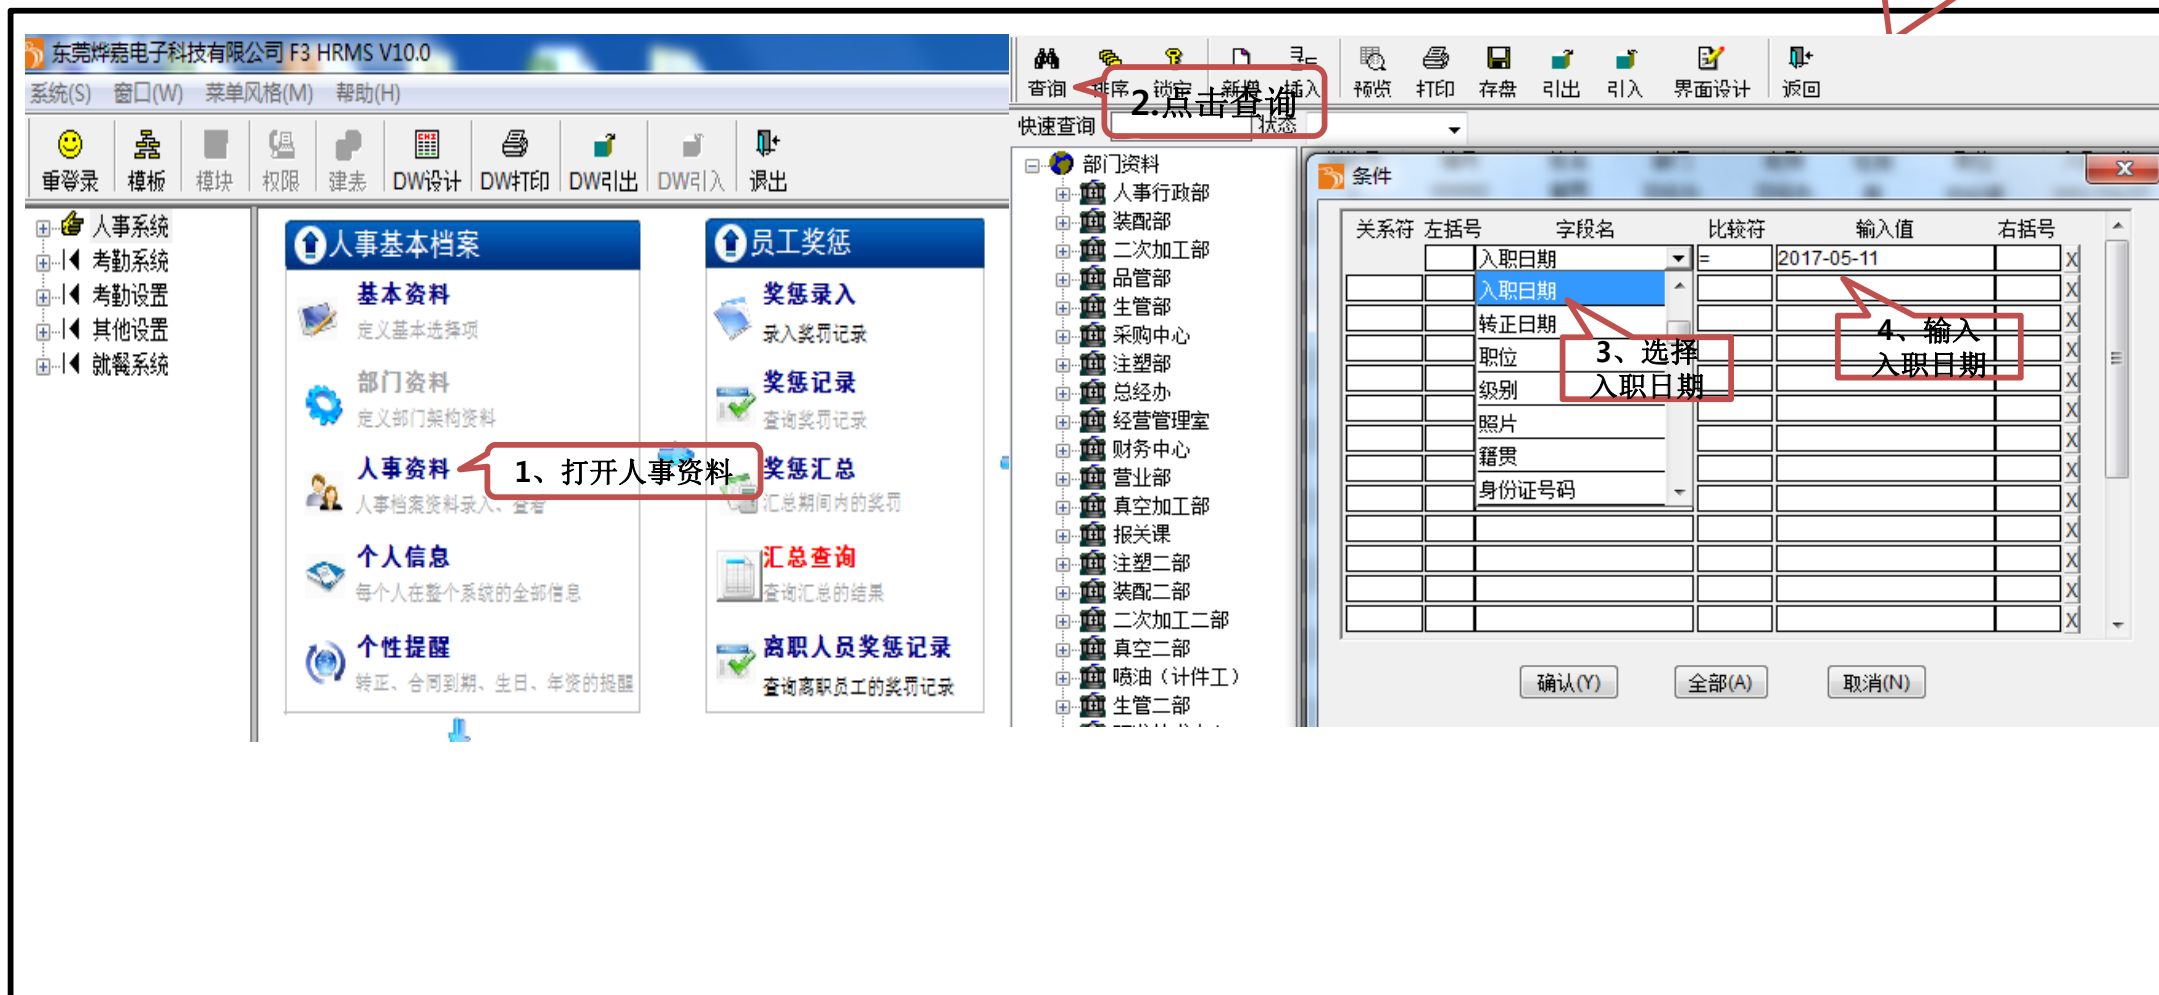 东莞烨嘉电子科技有限公司 F3 HRMS V10.0
系统(S) 窗口(W) 菜单风格(M) 帮助(H)
重登录 模板 模块 权限 建表 DW设计 DW打印 DW引出 DW引入 退出
人事系统
考勤系统
考勤设置
其他设置
就餐系统
人事基本档案
基本资料
定义基本选择项
部门资料
定义部门架构资料
人事资料
人事档案资料录入、查看
个人信息
每个人在整个系统的全部信息
个性提醒
转正、合同到期、生日、年资的提醒
1、打开人事资料
员工奖惩
奖惩录入
录入奖罚记录
奖惩记录
查询奖罚记录
奖惩汇总
汇总期间内的奖罚
汇总查询
查询汇总的结果
离职人员奖惩记录
查询离职员工的奖罚记录
查询 排序 锁定 新增 插入 预览 打印 存盘 引出 引入 界面设计 返回
2.点击查询
快速查询 状态
部门资料
人事行政部
装配部
二次加工部
品管部
生管部
采购中心
注塑部
总经办
经营管理室
财务中心
营业部
真空加工部
报关课
注塑二部
装配二部
二次加工二部
真空二部
喷油（计件工）
生管二部
条件
关系符 左括号 字段名 比较符 输入值 右括号
入职日期 = 2017-05-11 X
入职日期 X
转正日期 X
职位 X
级别 X
照片 X
籍贯 X
身份证号码 X
X
X
X
X
X
3、选择
入职日期
4、输入
入职日期
确认(Y) 全部(A) 取消(N)